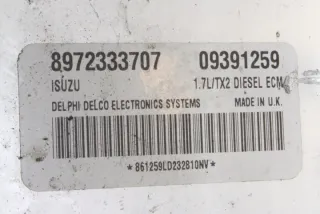 8972333707 09391259
ISUZU 1.7L/TX2 DIESEL ECM
DELPHI DELCO ELECTRONICS SYSTEMS MADE IN U.K.
*861259LD232810NV*